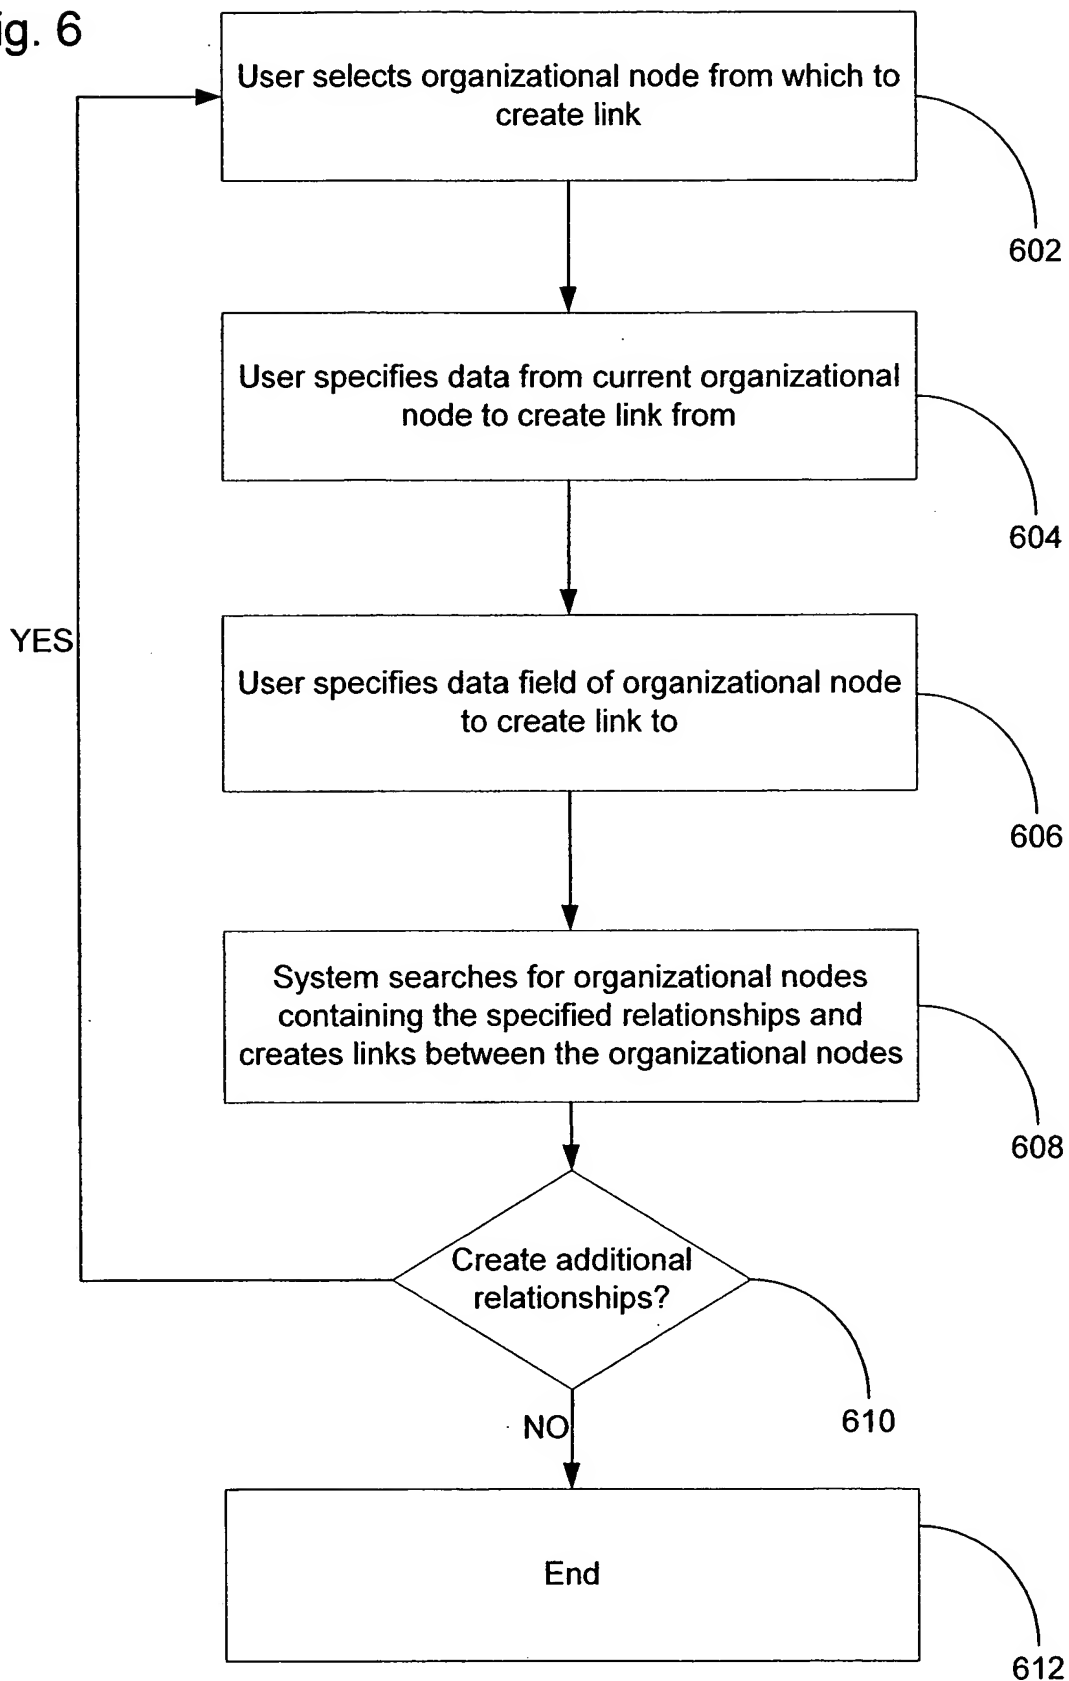 ig. 6
User selects organizational node from which to
create link
602
User specifies data from current organizational
node to create link from
604
YES
User specifies data field of organizational node
to create link to
606
System searches for organizational nodes
containing the specified relationships and
creates links between the organizational nodes
608
Create additional
relationships?
610
NO
End
612